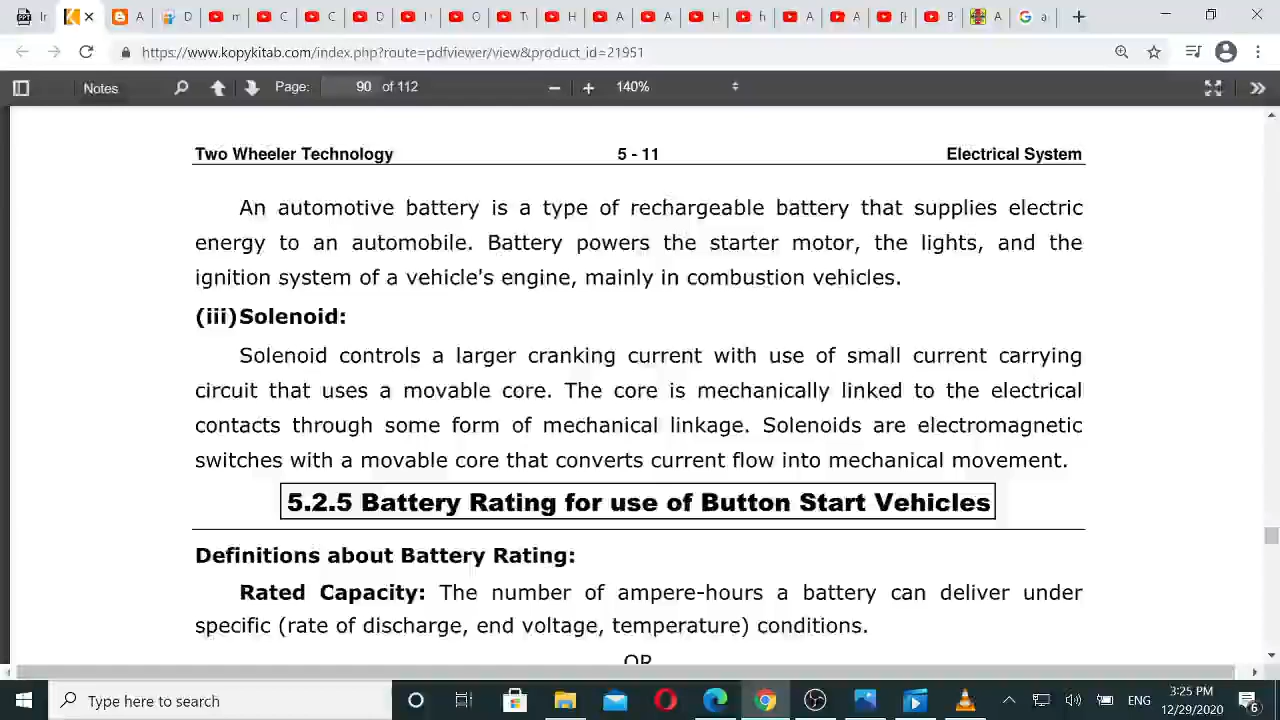 Ir K A D m C C D I O Tv H A A H h A A [H B A a
https://www.kopykitab.com/index.php?route=pdfviewer/view&product_id=21951
Notes Page: 90 of 112 140%
Two Wheeler Technology 5 - 11 Electrical System
An automotive battery is a type of rechargeable battery that supplies electric
energy to an automobile. Battery powers the starter motor, the lights, and the
ignition system of a vehicle's engine, mainly in combustion vehicles.
(iii) Solenoid:
Solenoid controls a larger cranking current with use of small current carrying
circuit that uses a movable core. The core is mechanically linked to the electrical
contacts through some form of mechanical linkage. Solenoids are electromagnetic
switches with a movable core that converts current flow into mechanical movement.
5.2.5 Battery Rating for use of Button Start Vehicles
Definitions about Battery Rating:
Rated Capacity: The number of ampere-hours a battery can deliver under
specific (rate of discharge, end voltage, temperature) conditions.
OR
Type here to search ENG 3:25 PM
12/29/2020 6